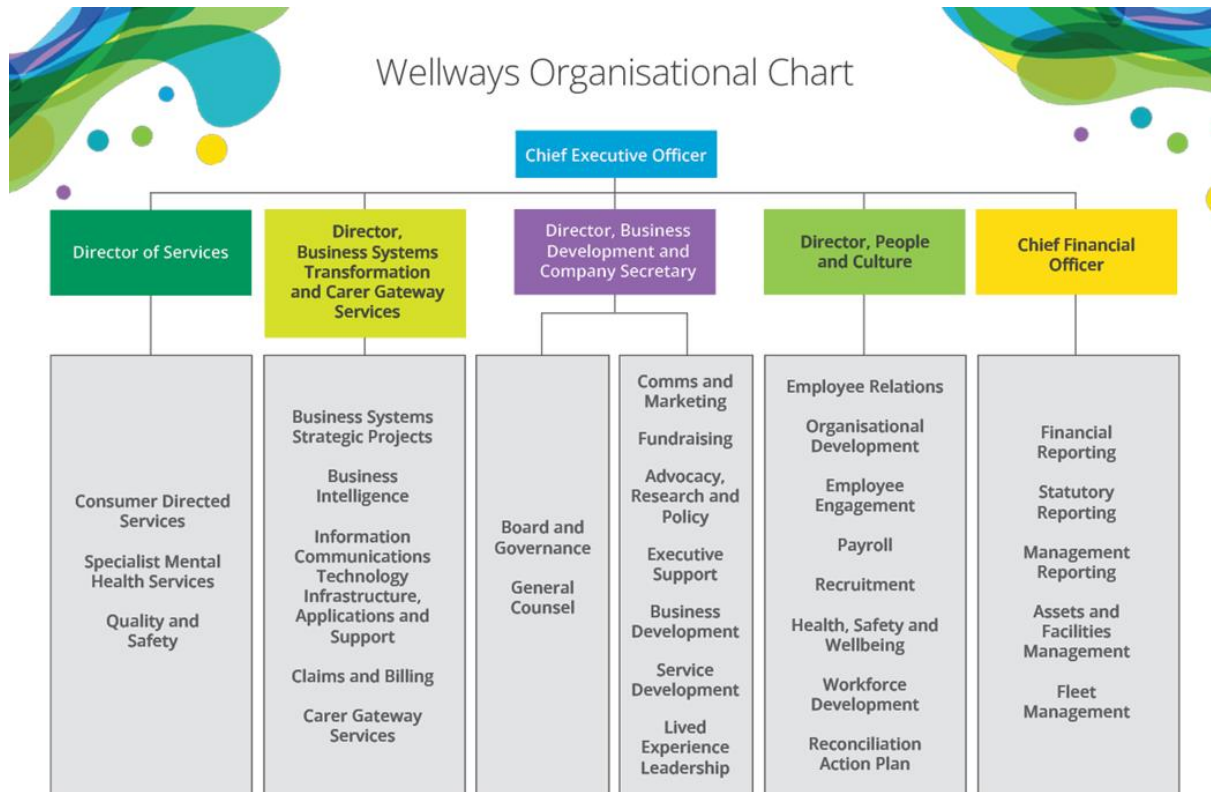 Wellways Organisational Chart
Chief Executive Officer
Director of Services
Director,
Business Systems
Transformation
and Carer Gateway
Services
Director, Business
Development and
Company Secretary
Director, People
and Culture
Chief Financial
Officer
Consumer Directed
Services
Specialist Mental
Health Services
Quality and
Safety
Business Systems
Strategic Projects
Business
Intelligence
Information
Communications
Technology
Infrastructure,
Applications and
Support
Claims and Billing
Carer Gateway
Services
Board and
Governance
General
Counsel
Comms and
Marketing
Fundraising
Advocacy,
Research and
Policy
Executive
Support
Business
Development
Service
Development
Lived
Experience
Leadership
Employee Relations
Organisational
Development
Employee
Engagement
Payroll
Recruitment
Health, Safety and
Wellbeing
Workforce
Development
Reconciliation
Action Plan
Financial
Reporting
Statutory
Reporting
Management
Reporting
Assets and
Facilities
Management
Fleet
Management